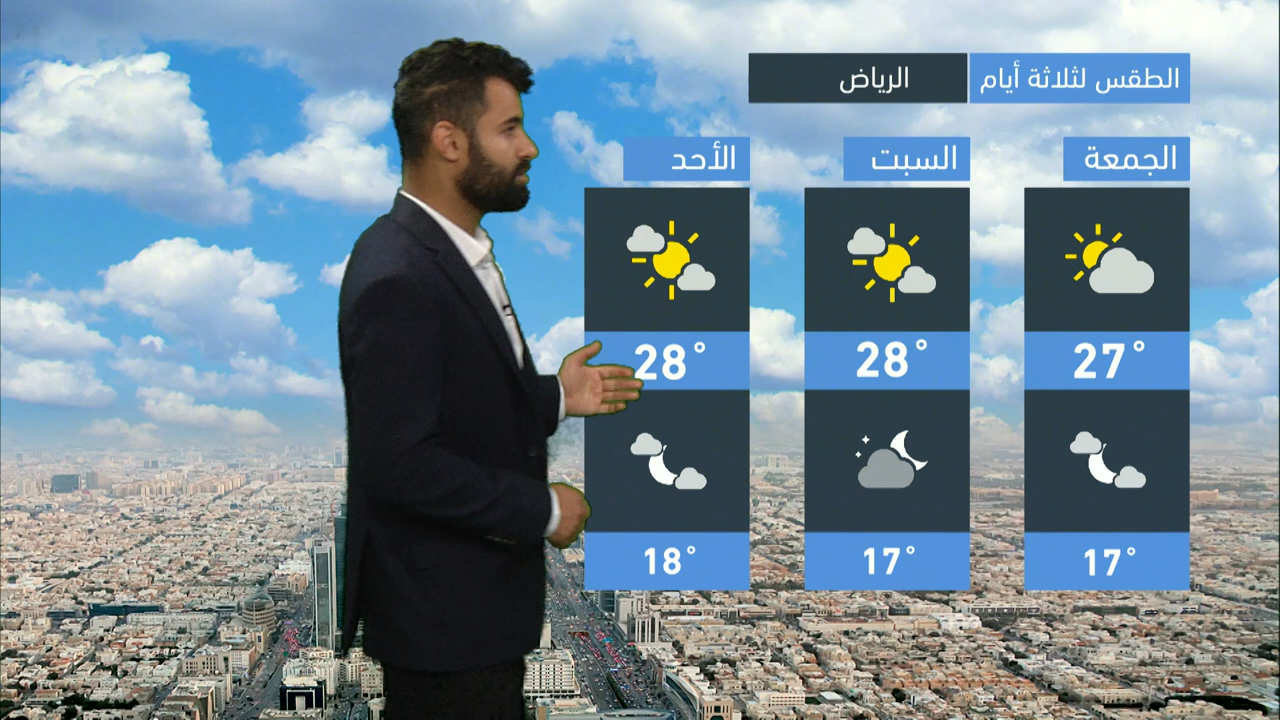 الطقس لثلاثة أيام
الرياض
الجمعة السبت الأحد
27° 28° 28°
17° 17° 18°